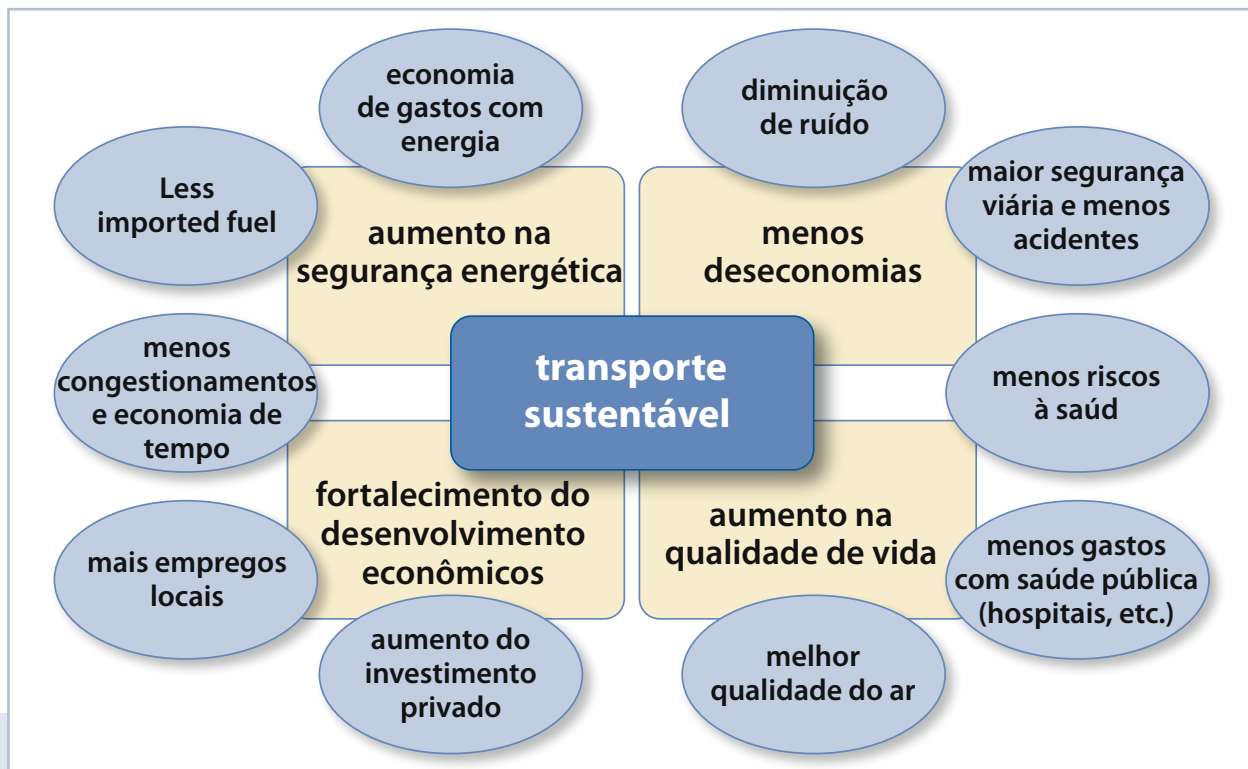 economia
de gastos com
energia
diminuição
de ruído
Less
imported fuel
maior segurança
viária e menos
acidentes
aumento na
segurança energética
menos
deseconomias
menos
congestionamentos
e economia de
tempo
transporte
sustentável
menos riscos
à saúd
fortalecimento do
desenvolvimento
econômicos
aumento na
qualidade de vida
mais empregos
locais
menos gastos
com saúde pública
(hospitais, etc.)
aumento do
investimento
privado
melhor
qualidade do ar